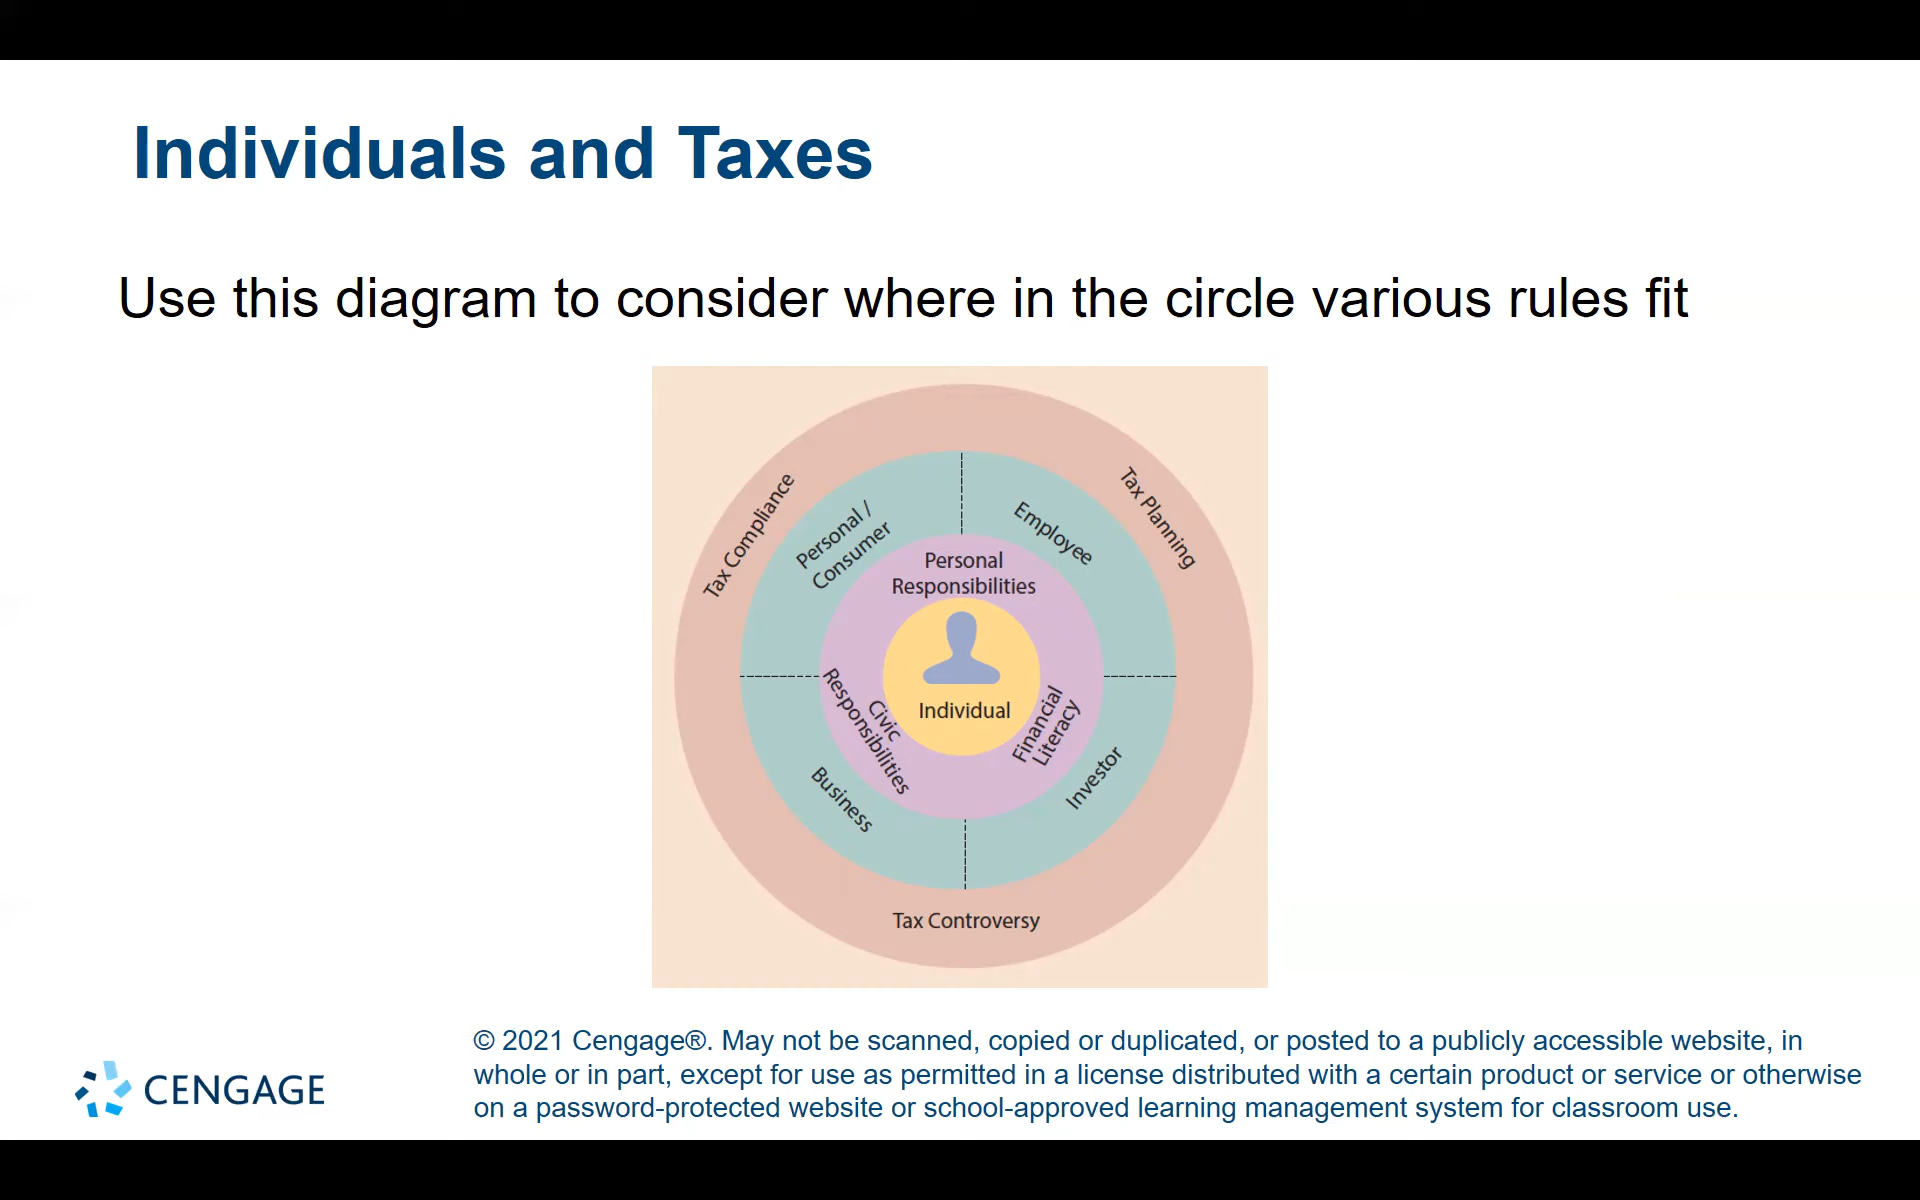 Individuals and Taxes
Use this diagram to consider where in the circle various rules fit
Tax Compliance
Tax Planning
Personal /
Consumer
Employee
Personal
Responsibilities
Individual
Civic
Responsibilities
Financial
Literacy
Business
Investor
Tax Controversy
CENGAGE
© 2021 Cengage®. May not be scanned, copied or duplicated, or posted to a publicly accessible website, in
whole or in part, except for use as permitted in a license distributed with a certain product or service or otherwise
on a password-protected website or school-approved learning management system for classroom use.